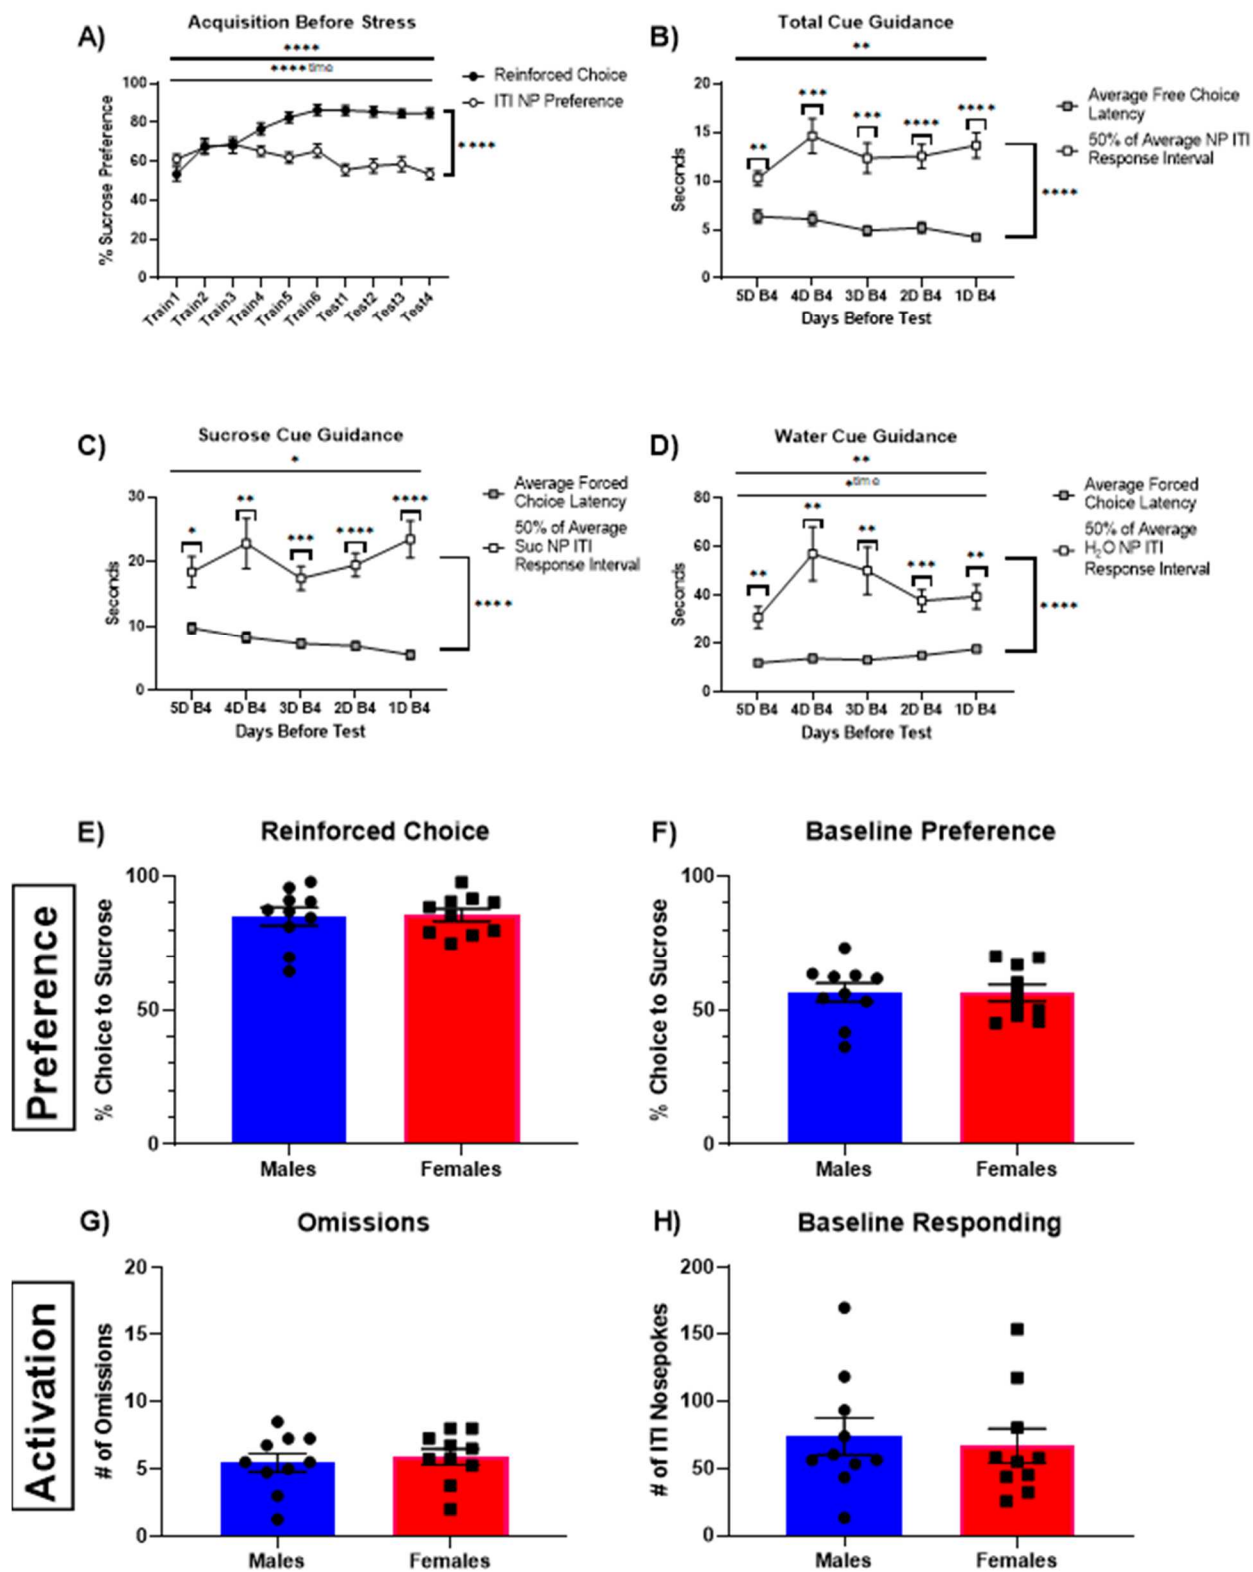 A)
Acquisition Before Stress
****
****time
Reinforced Choice
ITI NP Preference
****
% Sucrose Preference
100
80
60
40
20
0
Train1
Train2
Train3
Train4
Train5
Train6
Test1
Test2
Test3
Test4
B)
Total Cue Guidance
**
Average Free Choice
Latency
50% of Average NP ITI
Response Interval
****
Seconds
20
15
10
5
0
**
***
***
****
****
5D B4
4D B4
3D B4
2D B4
1D B4
Days Before Test
C)
Sucrose Cue Guidance
*
Average Forced
Choice Latency
50% of Average
Suc NP ITI
Response Interval
****
Seconds
30
20
10
0
*
**
***
****
****
5D B4
4D B4
3D B4
2D B4
1D B4
Days Before Test
D)
Water Cue Guidance
**
*time
Average Forced
Choice Latency
50% of Average
H₂O NP ITI
Response Interval
****
Seconds
80
60
40
20
0
**
**
**
***
**
5D B4
4D B4
3D B4
2D B4
1D B4
Days Before Test
Preference
E)
Reinforced Choice
% Choice to Sucrose
100
50
0
Males
Females
F)
Baseline Preference
% Choice to Sucrose
100
50
0
Males
Females
Activation
G)
Omissions
# of Omissions
20
15
10
5
0
Males
Females
H)
Baseline Responding
# of ITI Nosepokes
200
150
100
50
0
Males
Females